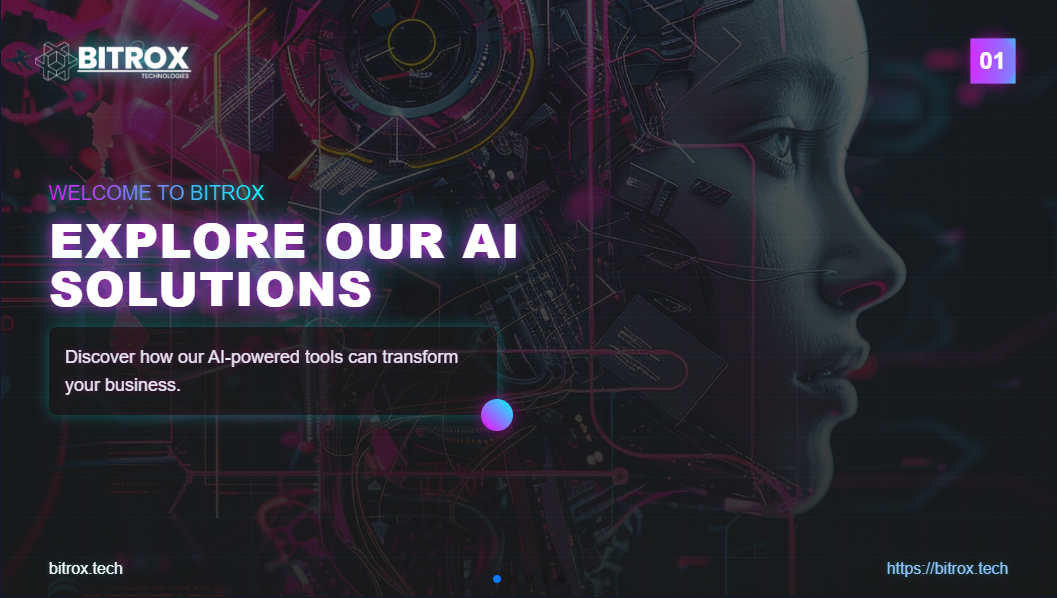 BITROX
TECHNOLOGIES
01
WELCOME TO BITROX
EXPLORE OUR AI
SOLUTIONS
Discover how our AI-powered tools can transform
your business.
bitrox.tech
https://bitrox.tech